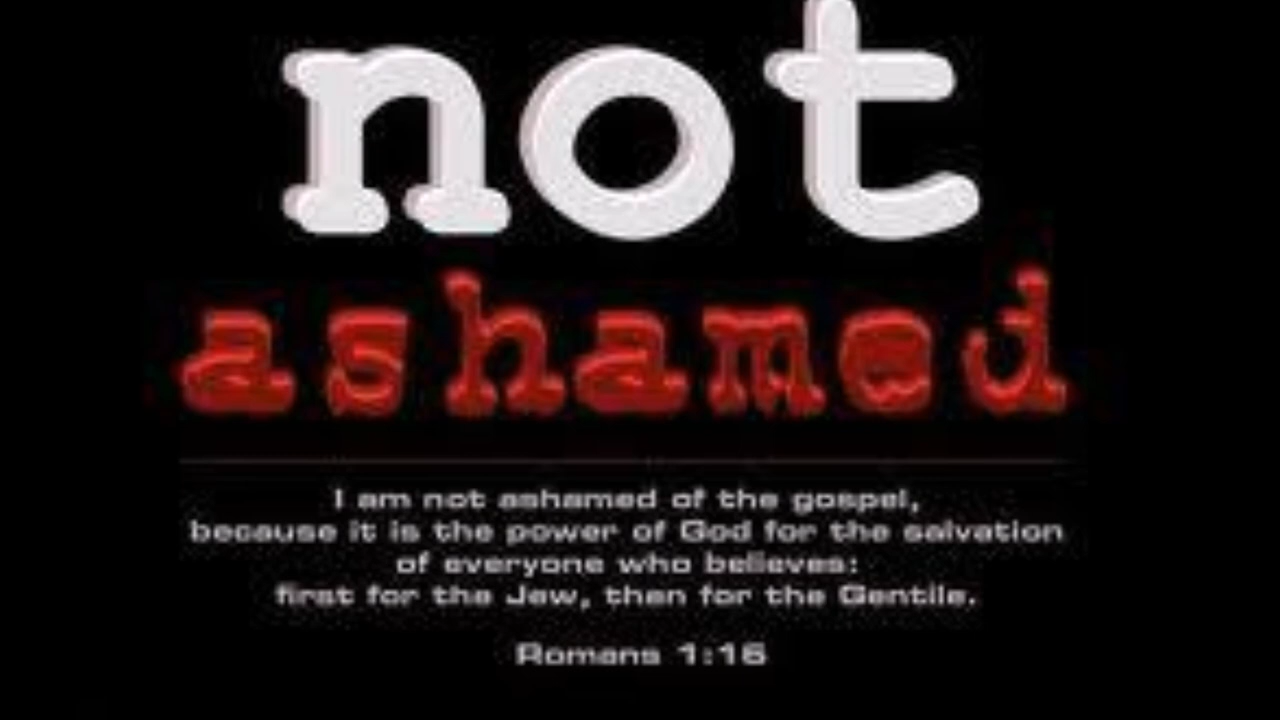 not
ashamed
I am not ashamed of the gospel,
because it is the power of God for the salvation
of everyone who believes:
first for the Jew, then for the Gentile.
Romans 1:16